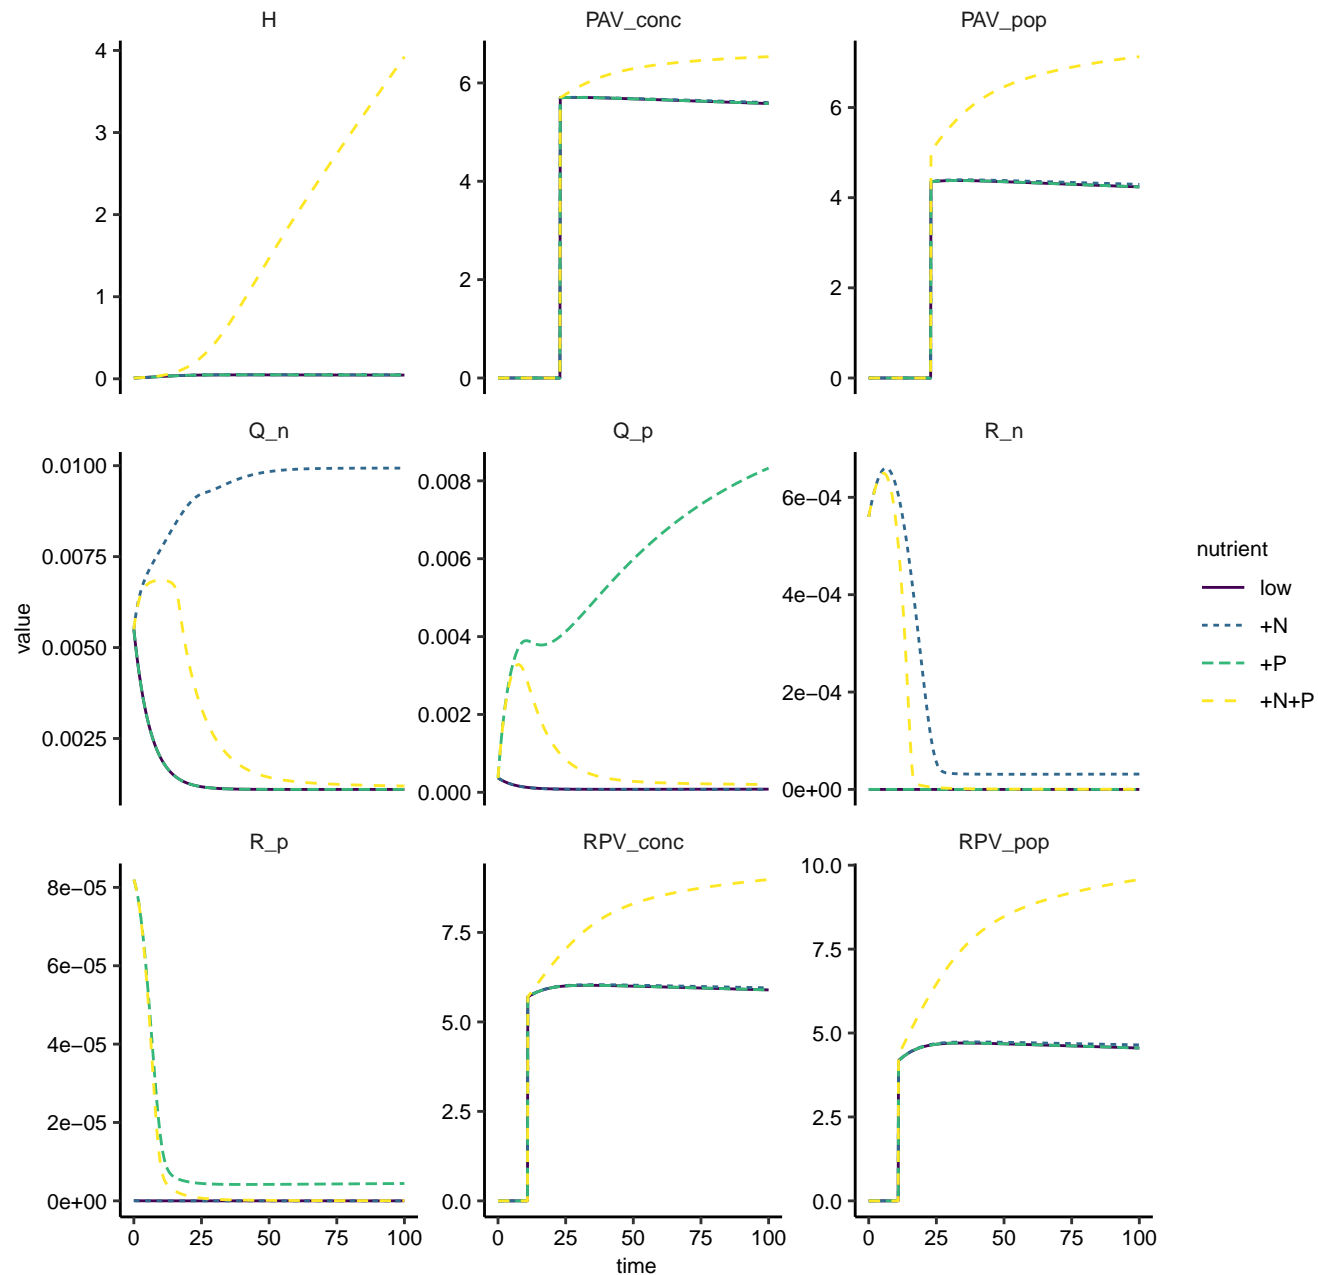 H PAV_conc PAV_pop
4
3
2
1
0
6
4
2
0
6
4
2
0
Q_n Q_p R_n
0.0100
0.0075
0.0050
0.0025
0.008
0.006
0.004
0.002
0.000
6e−04
4e−04
2e−04
0e+00
R_p RPV_conc RPV_pop
8e−05
6e−05
4e−05
2e−05
0e+00
7.5
5.0
2.5
0.0
10.0
7.5
5.0
2.5
0.0
0 25 50 75 100
0 25 50 75 100
0 25 50 75 100
time
value
nutrient
low
+N
+P
+N+P